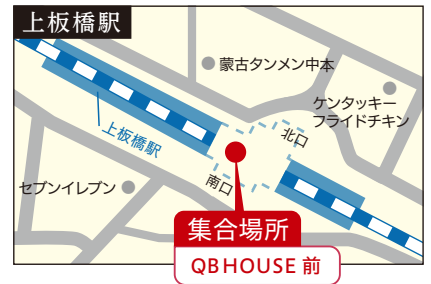 上板橋駅
蒙古タンメン中本
ケンタッキー
フライドチキン
北口
上板橋駅
南口
セブンイレブン
集合場所
QBHOUSE 前